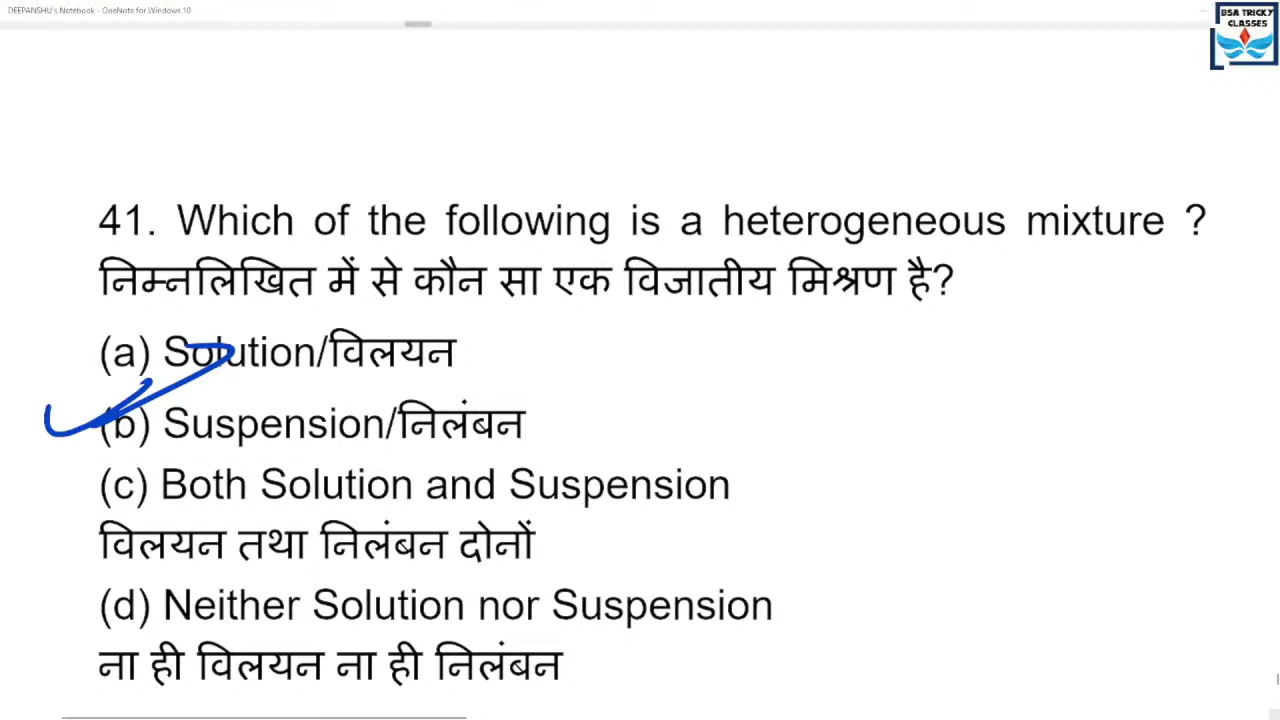 DEEPANSHU's Notebook - OneNote for Windows 10
BSA TRICKY
CLASSES
41. Which of the following is a heterogeneous mixture ?
निम्नलिखित में से कौन सा एक विजातीय मिश्रण है?
(a) Solution/विलयन
(b) Suspension/निलंबन
(c) Both Solution and Suspension
विलयन तथा निलंबन दोनों
(d) Neither Solution nor Suspension
ना ही विलयन ना ही निलंबन